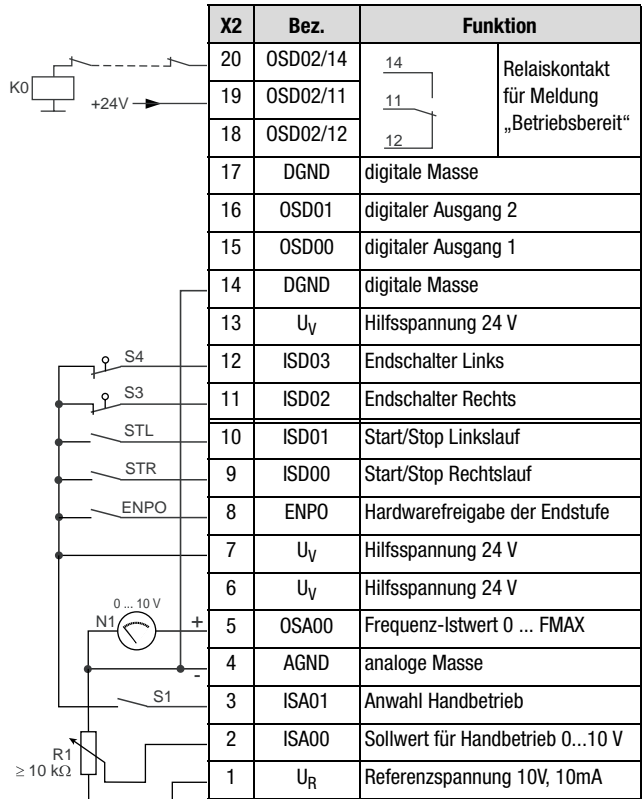 X2 Bez. Funktion
20 OSD02/14 14 Relaiskontakt
K0 +24V 19 OSD02/11 11 für Meldung
18 OSD02/12 12 „Betriebsbereit“
17 DGND digitale Masse
16 OSD01 digitaler Ausgang 2
15 OSD00 digitaler Ausgang 1
14 DGND digitale Masse
13 UV Hilfsspannung 24 V
S4 12 ISD03 Endschalter Links
S3 11 ISD02 Endschalter Rechts
STL 10 ISD01 Start/Stop Linkslauf
STR 9 ISD00 Start/Stop Rechtslauf
ENPO 8 ENPO Hardwarefreigabe der Endstufe
7 UV Hilfsspannung 24 V
6 UV Hilfsspannung 24 V
0 ... 10 V
N1 + 5 OSA00 Frequenz-Istwert 0 ... FMAX
- 4 AGND analoge Masse
S1 3 ISA01 Anwahl Handbetrieb
2 ISA00 Sollwert für Handbetrieb 0...10 V
R1
≥ 10 kΩ 1 UR Referenzspannung 10V, 10mA